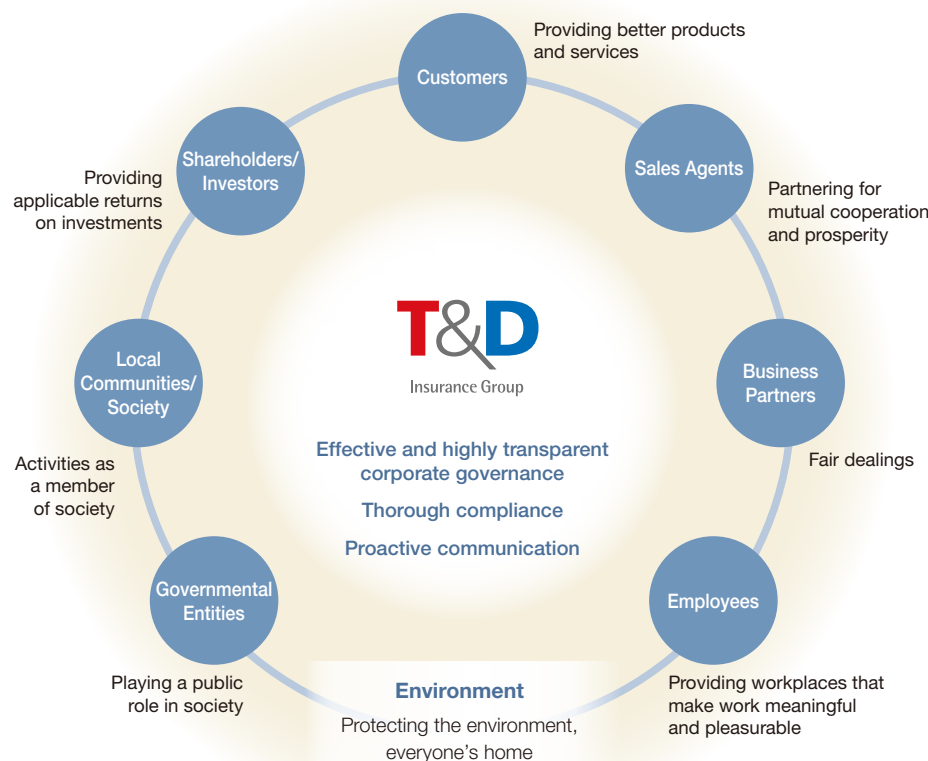 Customers
Providing better products
and services
Sales Agents
Partnering for
mutual cooperation
and prosperity
Business
Partners
Fair dealings
Employees
Providing workplaces that
make work meaningful
and pleasurable
Environment
Protecting the environment,
everyone’s home
Governmental
Entities
Playing a public
role in society
Local
Communities/
Society
Activities as
a member
of society
Shareholders/
Investors
Providing
applicable returns
on investments
T&D
Insurance Group
Effective and highly transparent
corporate governance
Thorough compliance
Proactive communication